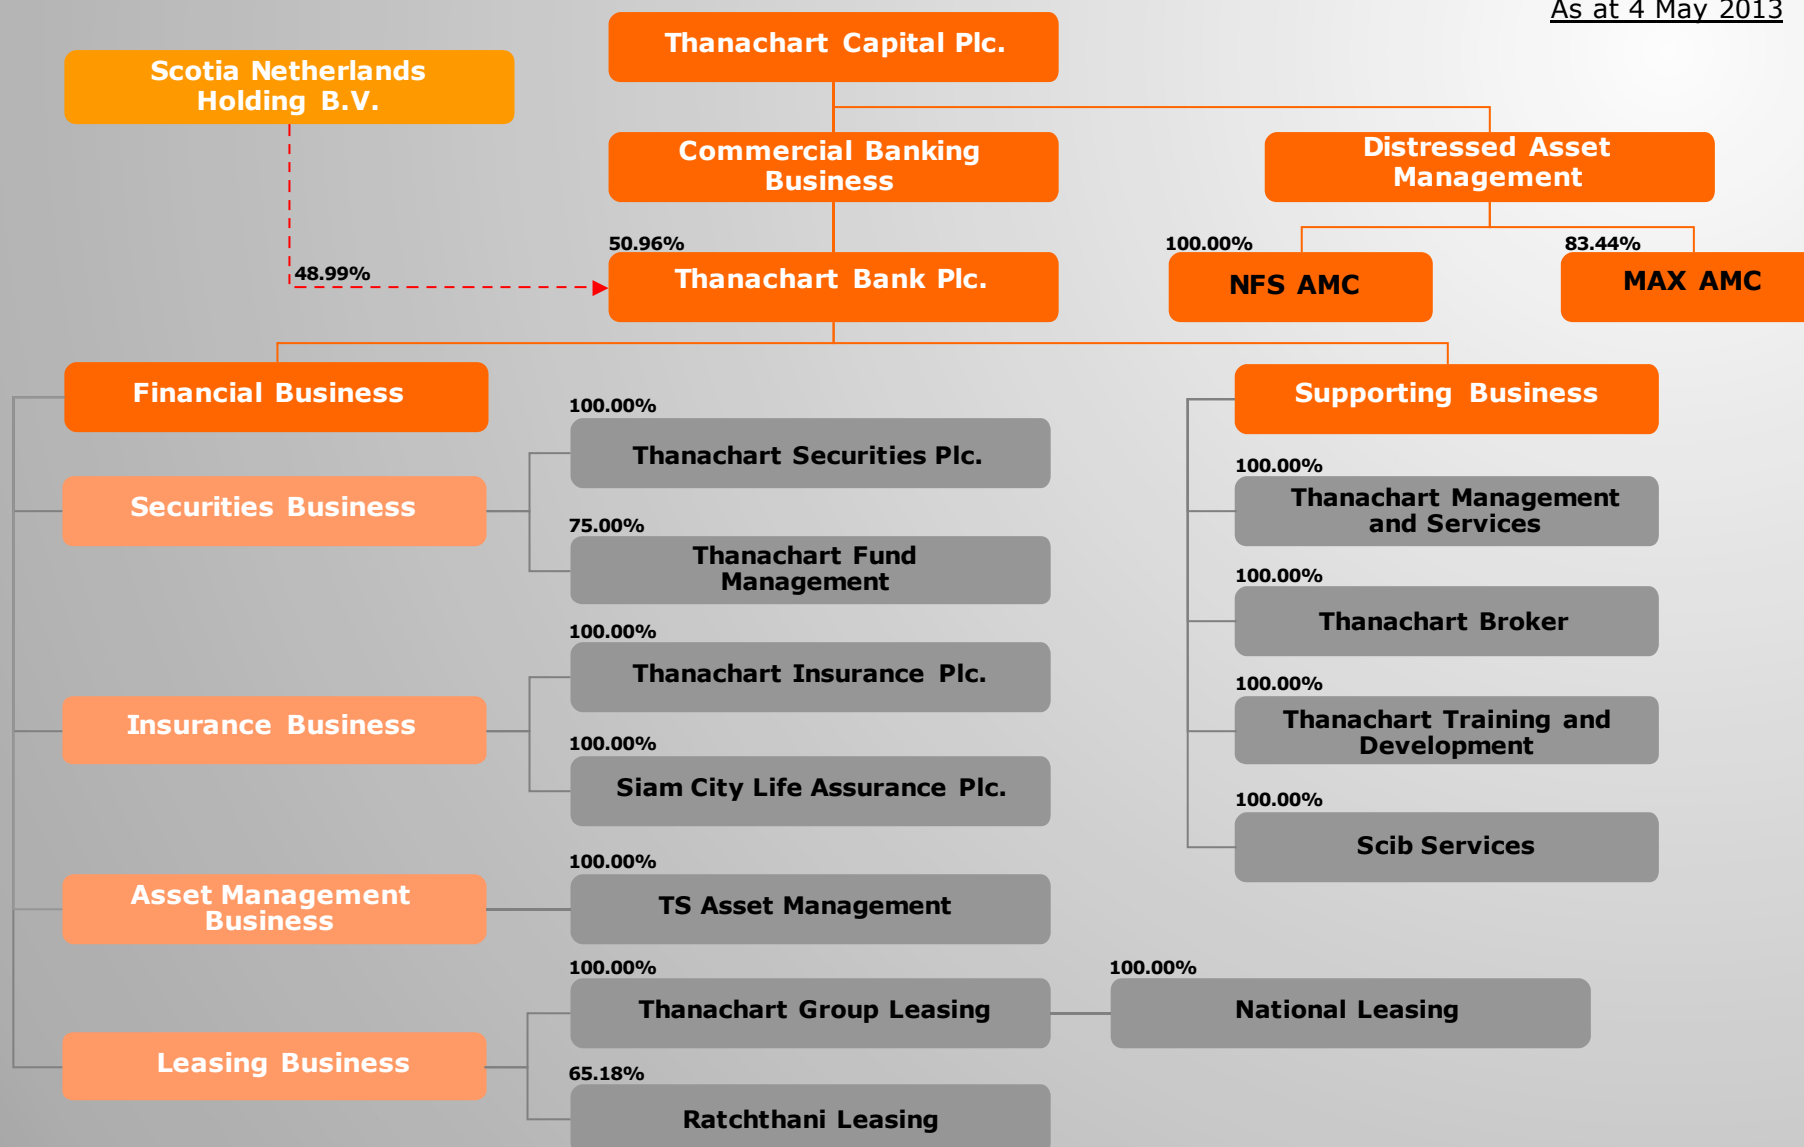 As at 4 May 2013
Thanachart Capital Plc.
Scotia Netherlands
Holding B.V.
Commercial Banking
Business
Distressed Asset
Management
48.99%
50.96%
Thanachart Bank Plc.
100.00%
NFS AMC
83.44%
MAX AMC
Financial Business
Securities Business
100.00%
Thanachart Securities Plc.
75.00%
Thanachart Fund
Management
Insurance Business
100.00%
Thanachart Insurance Plc.
100.00%
Siam City Life Assurance Plc.
Asset Management
Business
100.00%
TS Asset Management
Leasing Business
100.00%
Thanachart Group Leasing
100.00%
National Leasing
65.18%
Ratchthani Leasing
Supporting Business
100.00%
Thanachart Management
and Services
100.00%
Thanachart Broker
100.00%
Thanachart Training and
Development
100.00%
Scib Services